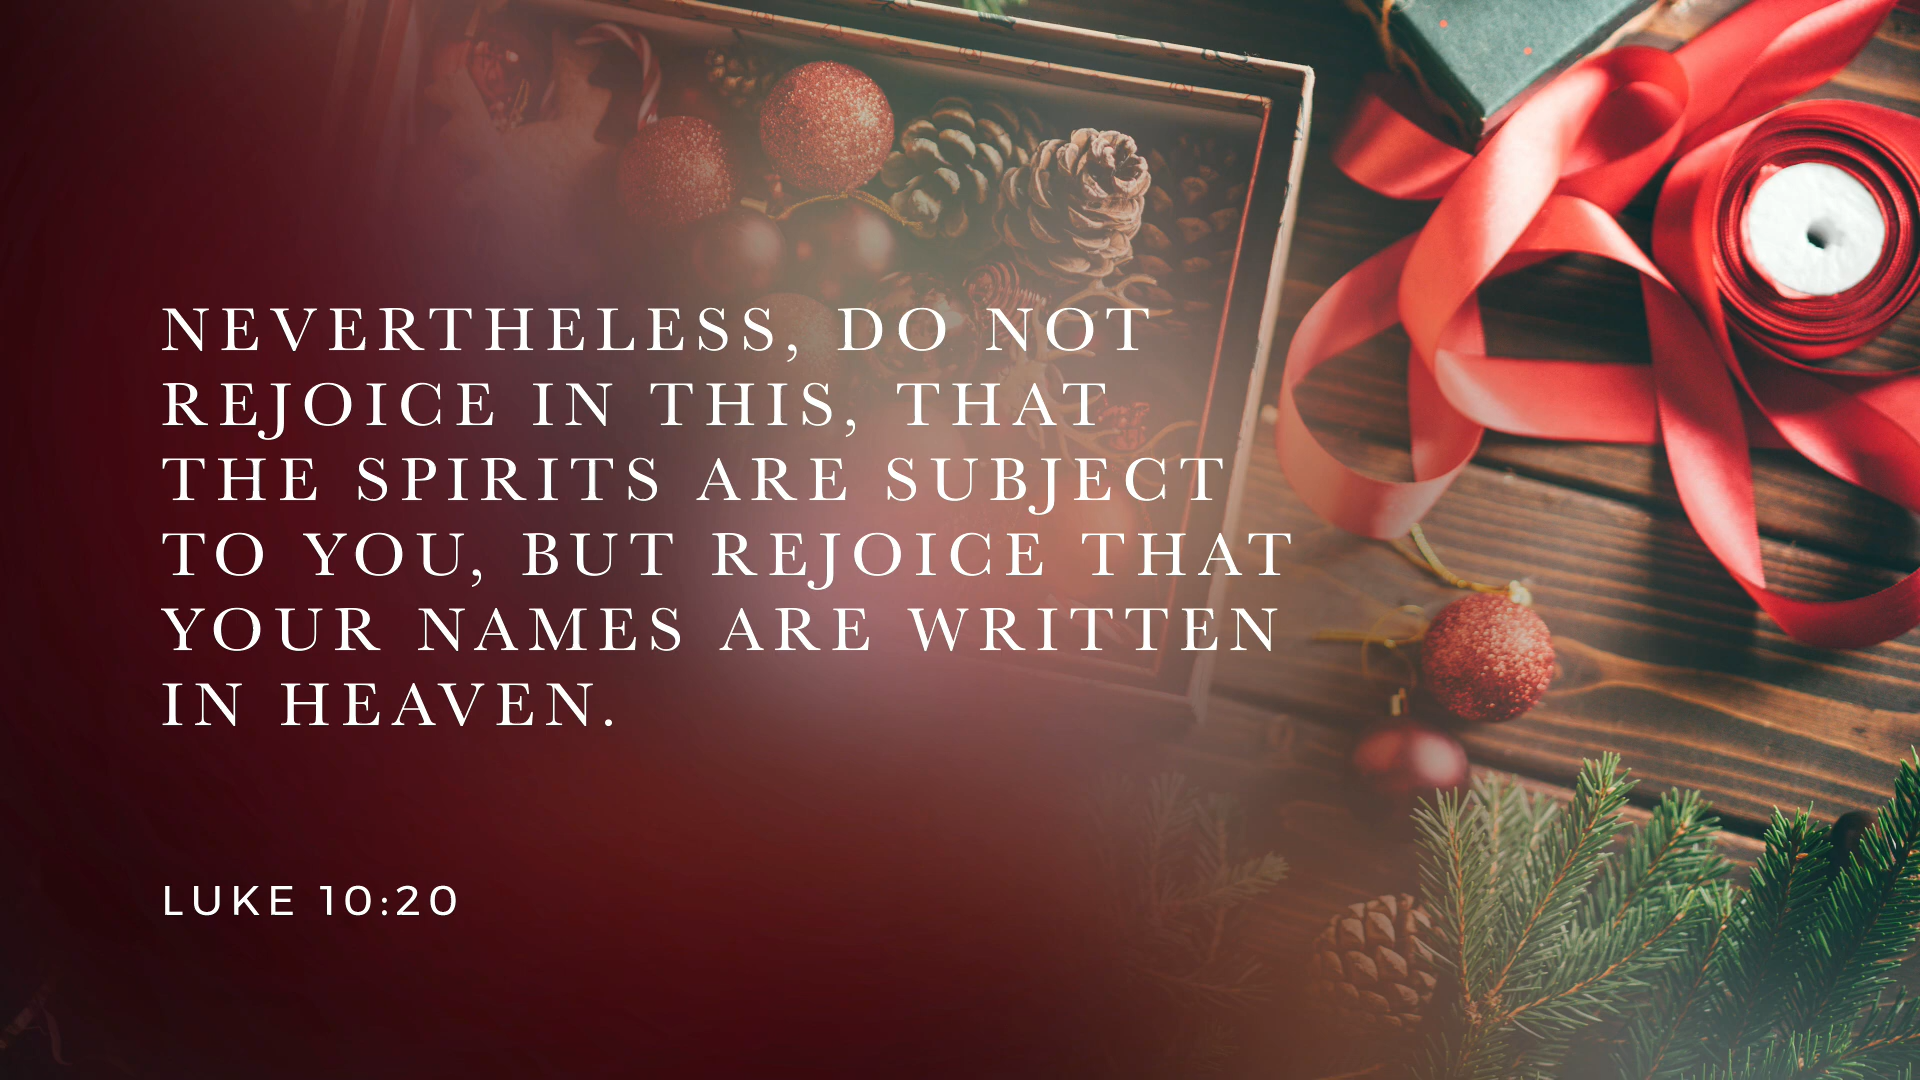 NEVERTHELESS, DO NOT
REJOICE IN THIS, THAT
THE SPIRITS ARE SUBJECT
TO YOU, BUT REJOICE THAT
YOUR NAMES ARE WRITTEN
IN HEAVEN.
LUKE 10:20